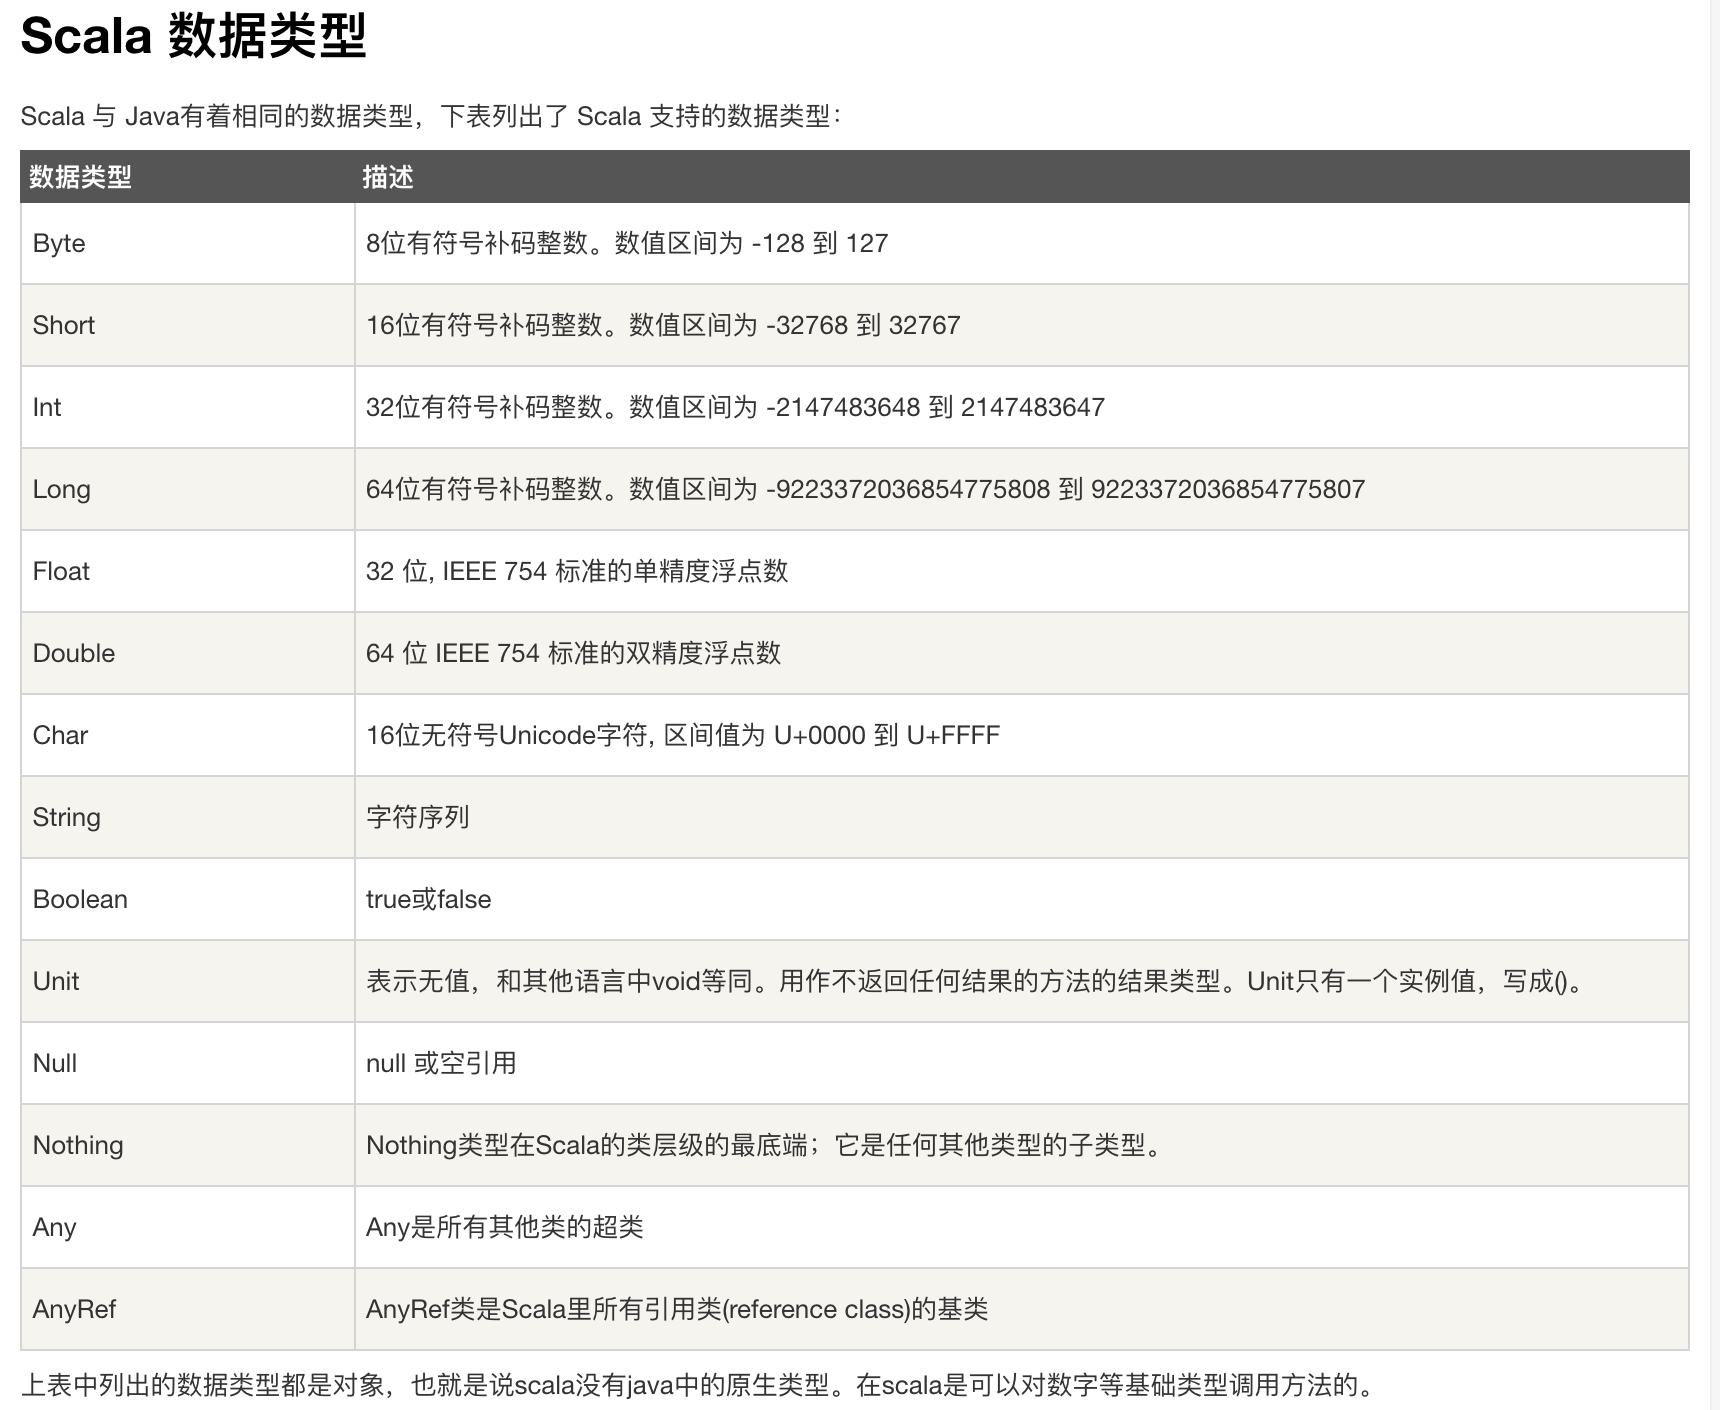 Scala 数据类型
Scala 与 Java有着相同的数据类型，下表列出了 Scala 支持的数据类型：
数据类型 描述
Byte 8位有符号补码整数。数值区间为 -128 到 127
Short 16位有符号补码整数。数值区间为 -32768 到 32767
Int 32位有符号补码整数。数值区间为 -2147483648 到 2147483647
Long 64位有符号补码整数。数值区间为 -9223372036854775808 到 9223372036854775807
Float 32 位, IEEE 754 标准的单精度浮点数
Double 64 位 IEEE 754 标准的双精度浮点数
Char 16位无符号Unicode字符, 区间值为 U+0000 到 U+FFFF
String 字符序列
Boolean true或false
Unit 表示无值，和其他语言中void等同。用作不返回任何结果的方法的结果类型。Unit只有一个实例值，写成()。
Null null 或空引用
Nothing Nothing类型在Scala的类层级的最底端；它是任何其他类型的子类型。
Any Any是所有其他类的超类
AnyRef AnyRef类是Scala里所有引用类(reference class)的基类
上表中列出的数据类型都是对象，也就是说scala没有java中的原生类型。在scala是可以对数字等基础类型调用方法的。